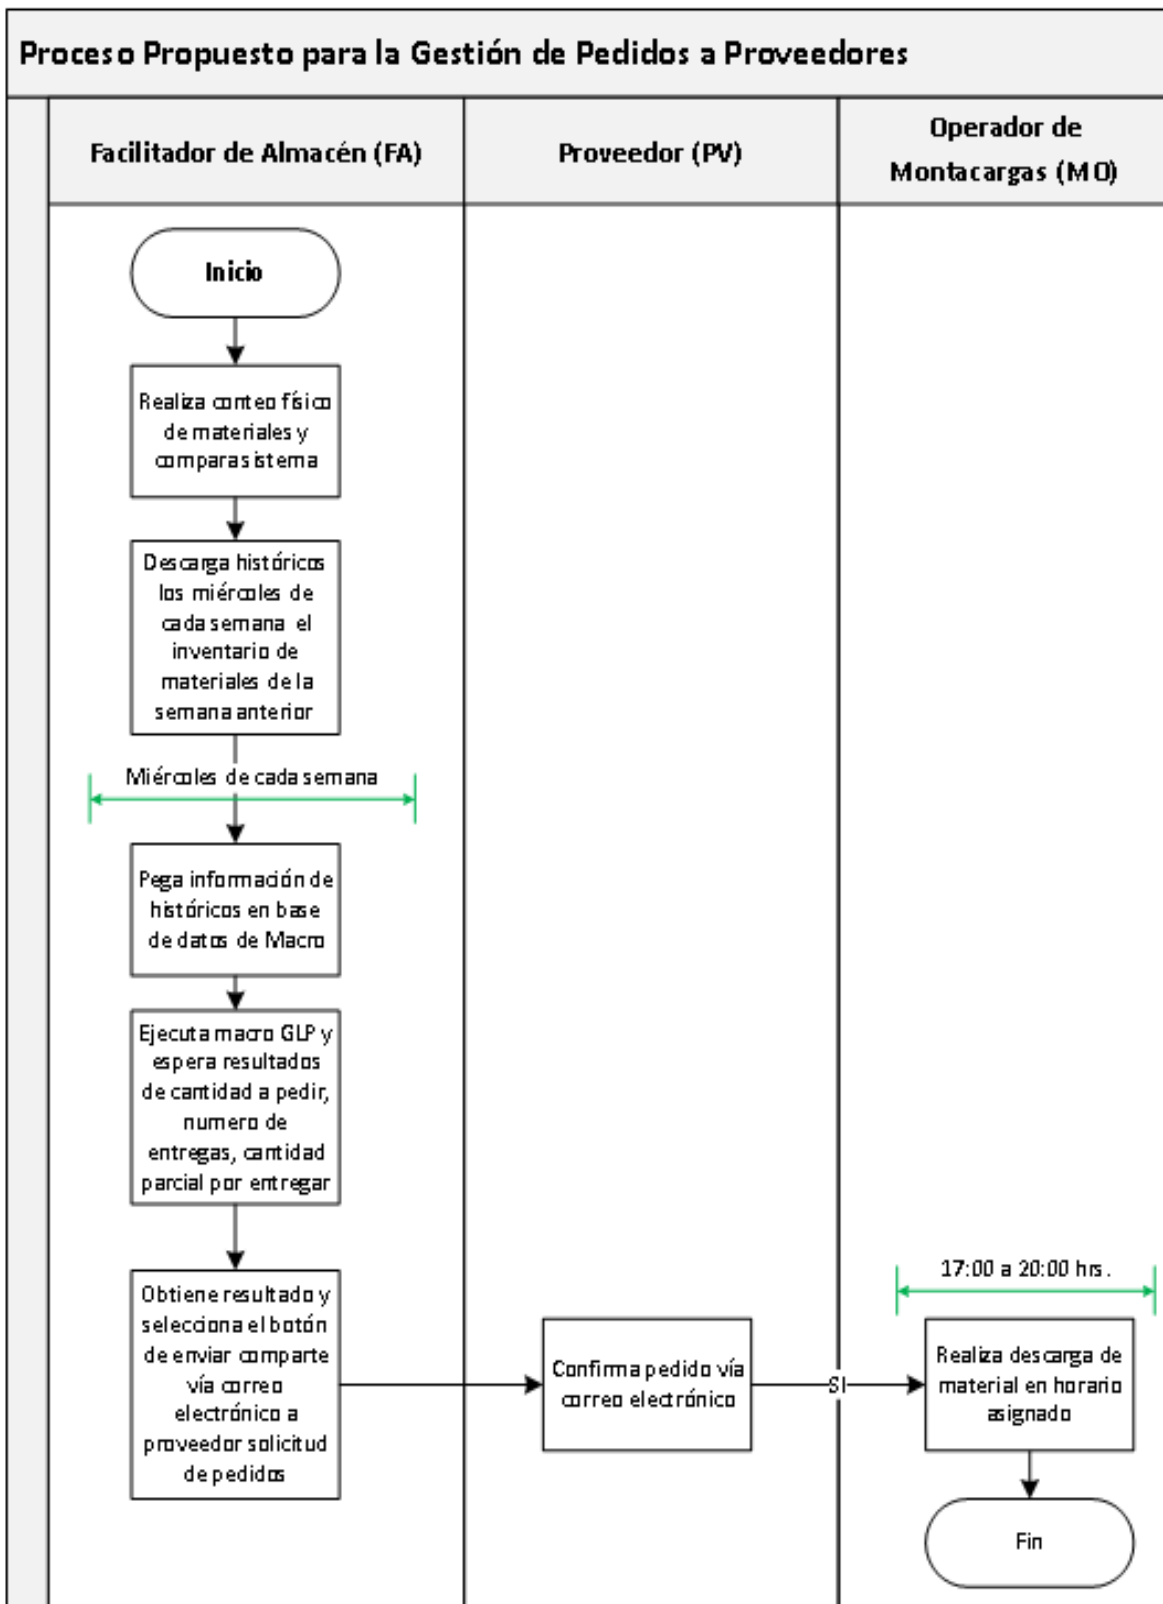 Proceso Propuesto para la Gestión de Pedidos a Proveedores
Facilitador de Almacén (FA)
Proveedor (PV)
Operador de
Montacargas (MO)
Inicio
Realiza conteo físico
de materiales y
compara sistema
Descarga históricos
los miércoles de
cada semana el
inventario de
materiales de la
semana anterior
Miércoles de cada semana
Pega información de
históricos en base
de datos de Macro
Ejecuta macro GLP y
espera resultados
de cantidad a pedir,
numero de
entregas, cantidad
parcial por entregar
Obtiene resultado y
selecciona el botón
de enviar comparte
vía correo
electrónico a
proveedor solicitud
de pedidos
Confirma pedido vía
correo electrónico
SI
17:00 a 20:00 hrs.
Realiza descarga de
material en horario
asignado
Fin